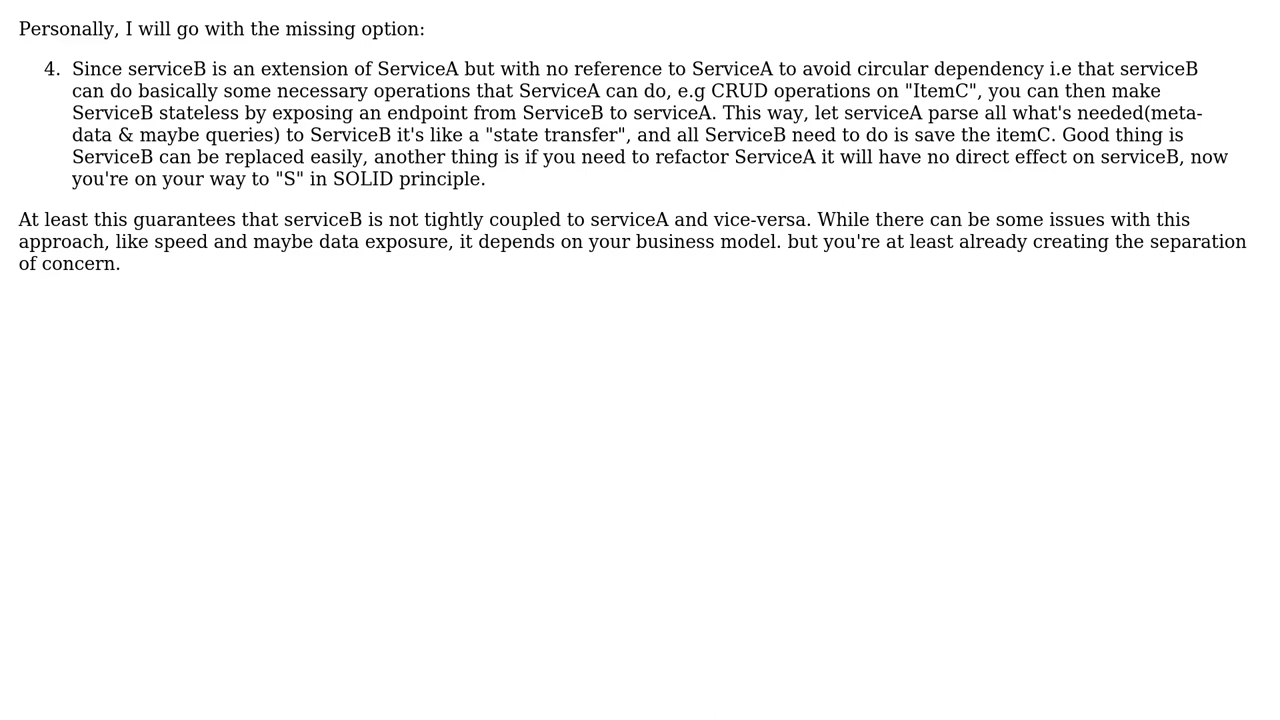 Personally, I will go with the missing option:
4. Since serviceB is an extension of ServiceA but with no reference to ServiceA to avoid circular dependency i.e that serviceB
can do basically some necessary operations that ServiceA can do, e.g CRUD operations on "ItemC", you can then make
ServiceB stateless by exposing an endpoint from ServiceB to serviceA. This way, let serviceA parse all what's needed(meta-
data & maybe queries) to ServiceB it's like a "state transfer", and all ServiceB need to do is save the itemC. Good thing is
ServiceB can be replaced easily, another thing is if you need to refactor ServiceA it will have no direct effect on serviceB, now
you're on your way to "S" in SOLID principle.
At least this guarantees that serviceB is not tightly coupled to serviceA and vice-versa. While there can be some issues with this
approach, like speed and maybe data exposure, it depends on your business model. but you're at least already creating the separation
of concern.